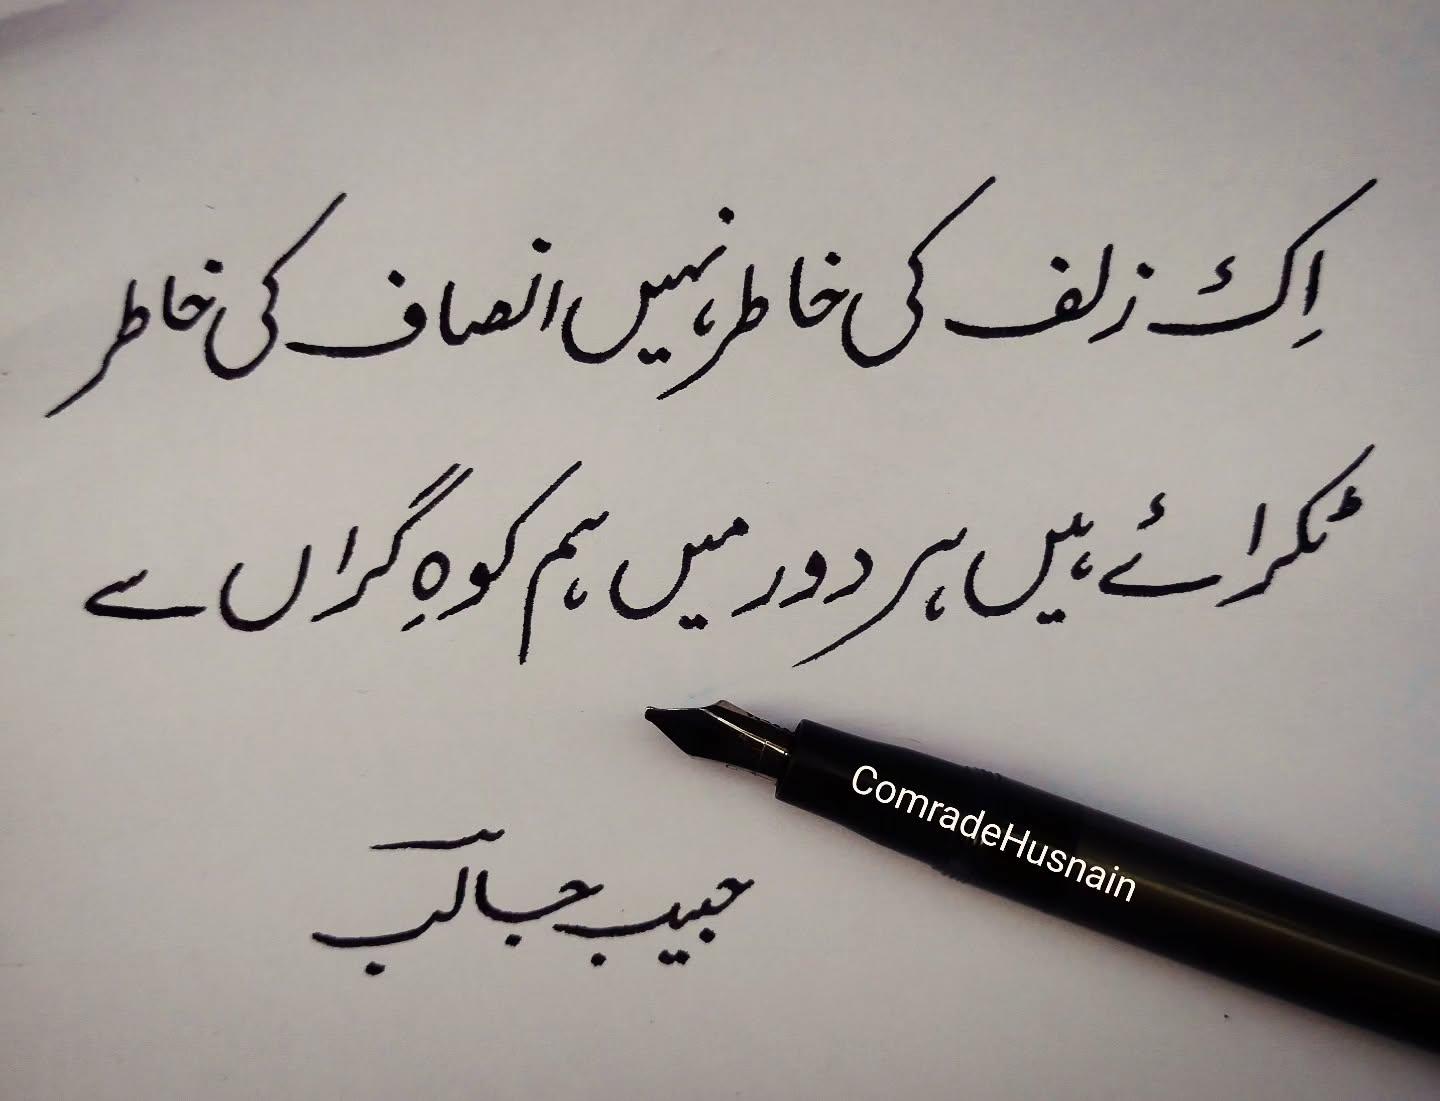 اِک زلف کی خاطر نہیں انصاف کی خاطر
ٹکرائے ہیں ہر دور میں ہم کوہِ گراں سے
ComradeHusnain
حبیب جالب